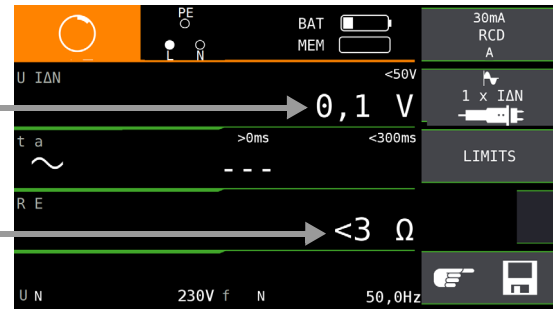 PE
L N
BAT
MEM
30mA
RCD
A
U IΔN
<50V
0,1 V
1 x IΔN
t a
>0ms
<300ms
---
LIMITS
R E
<3 Ω
U N 230V f N 50,0Hz